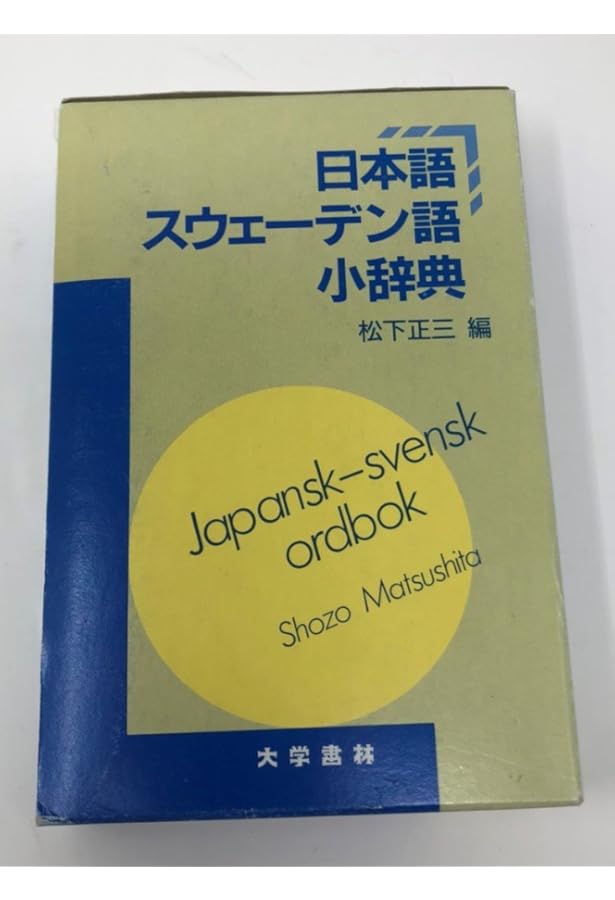 日本語
スウェーデン語
小辞典
松下正三 編
Japansk–svensk
ordbok
Shozo Matsushita
大学書林